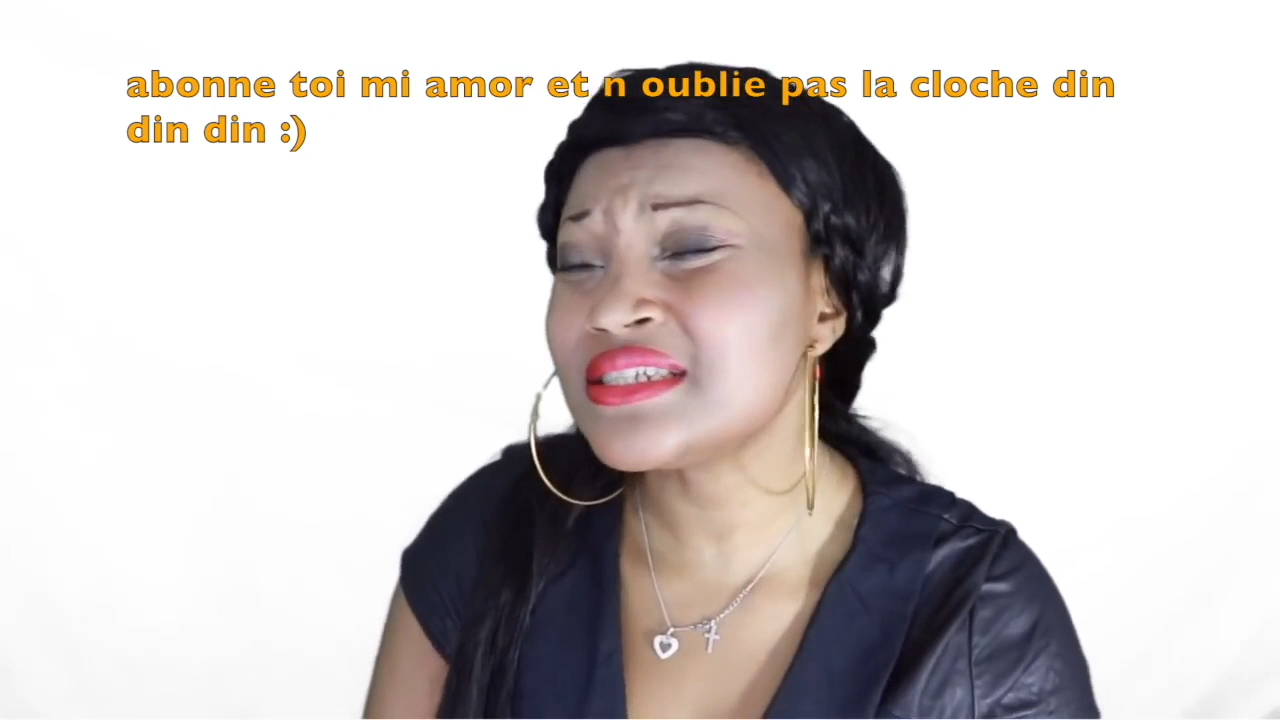 abonne toi mi amor et n oublie pas la cloche din
din din :)